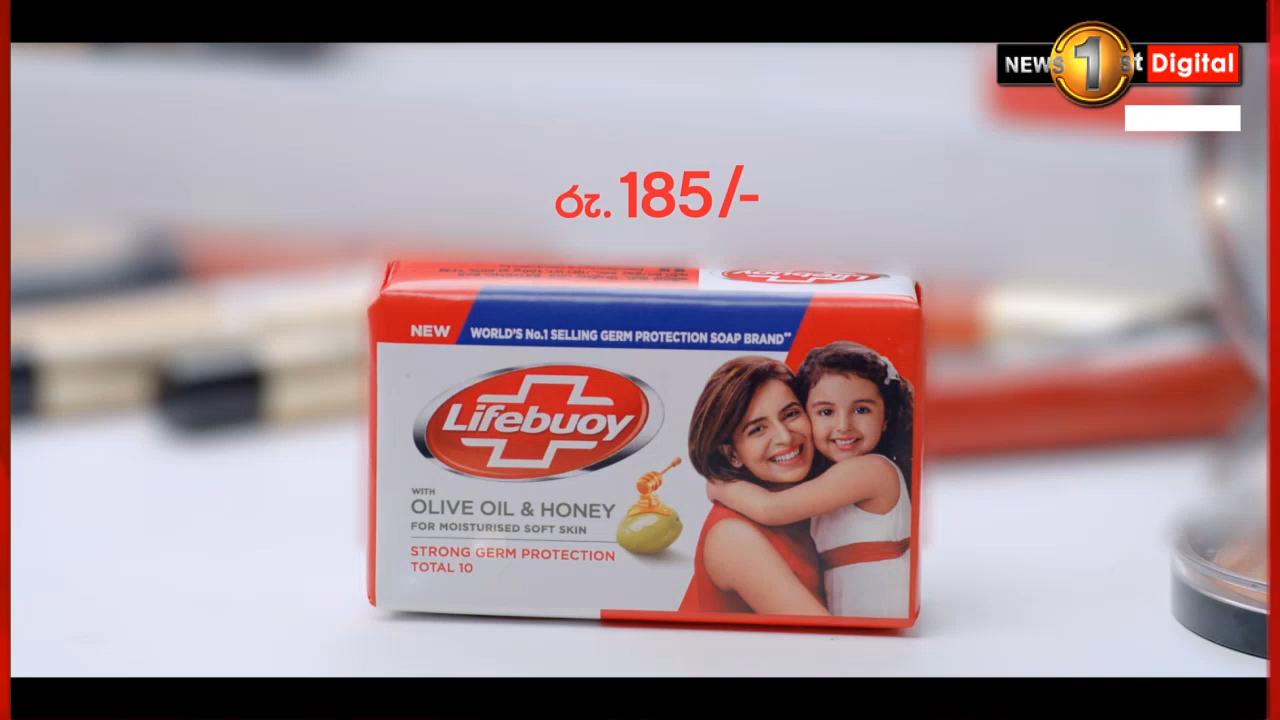 NEWS 1st Digital
රු. 185/-
NEW WORLD'S No.1 SELLING GERM PROTECTION SOAP BRAND**
Lifebuoy
WITH
OLIVE OIL & HONEY
FOR MOISTURISED SOFT SKIN
STRONG GERM PROTECTION
TOTAL 10